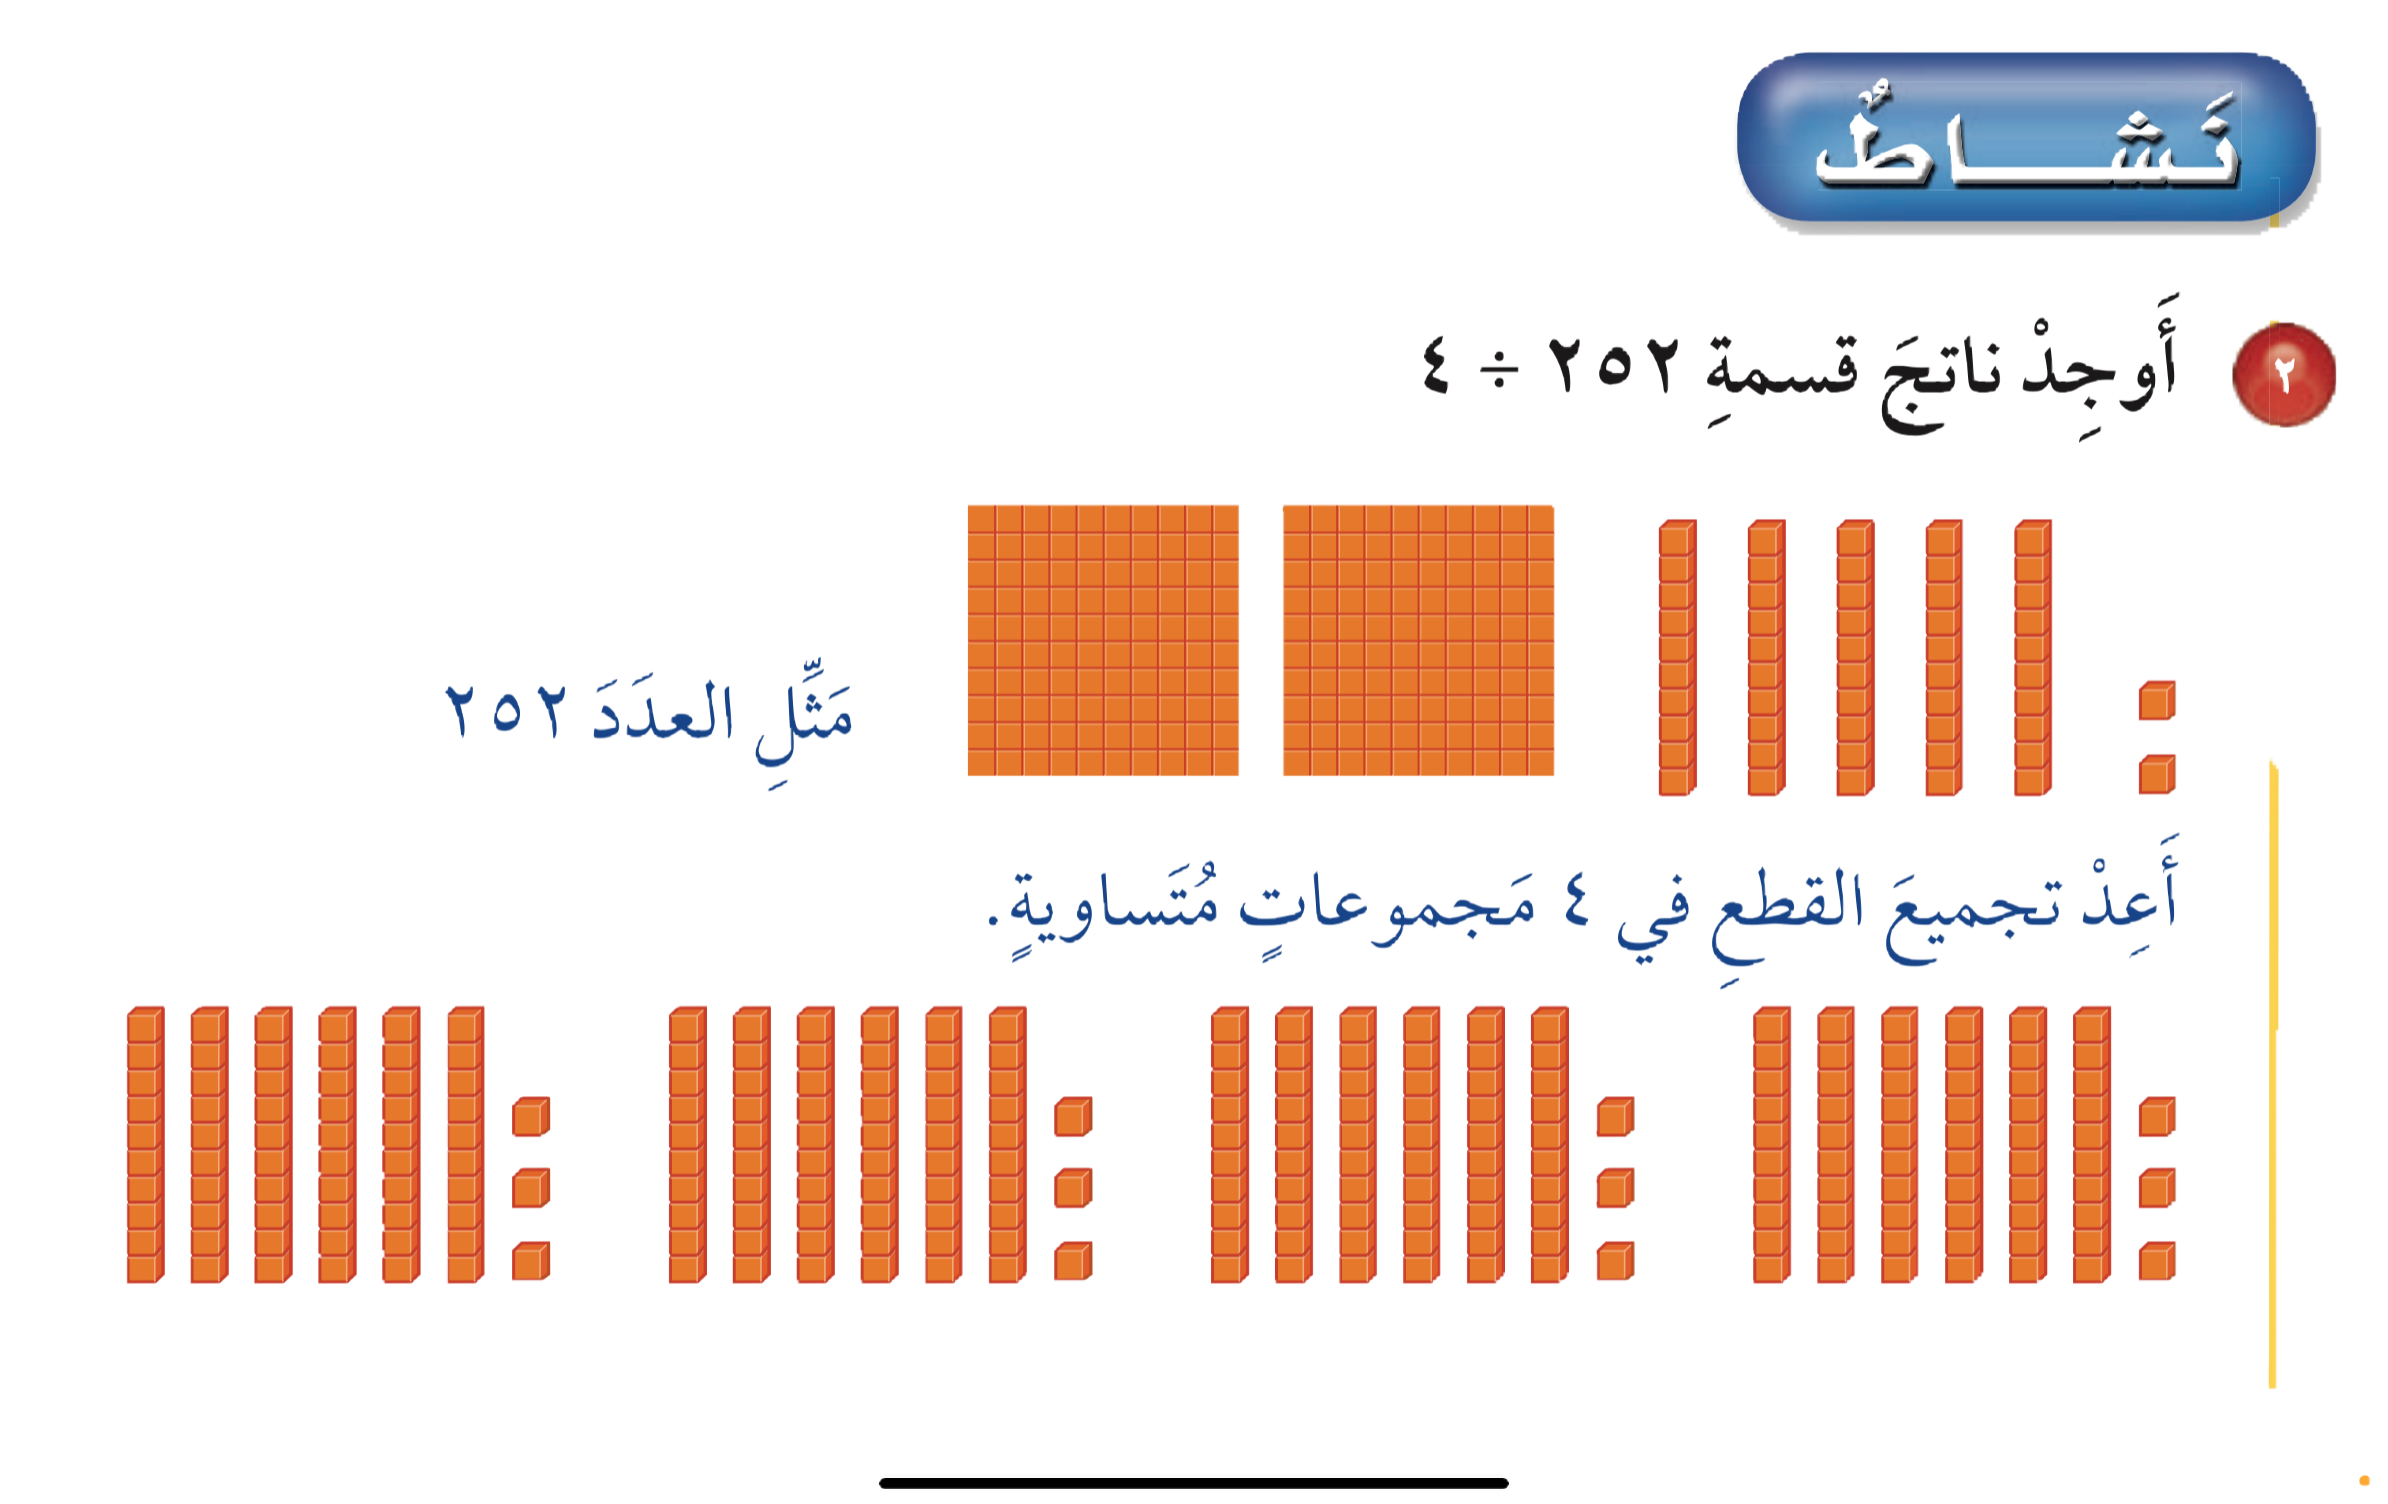 نَشاطٌ
٢ أَوجِدْ ناتجَ قسمةِ ٢٥٢ ÷ ٤
مَثِّلِ العدَدَ ٢٥٢
أَعِدْ تجميعَ القطعِ في ٤ مَجموعاتٍ مُتَساويةٍ.